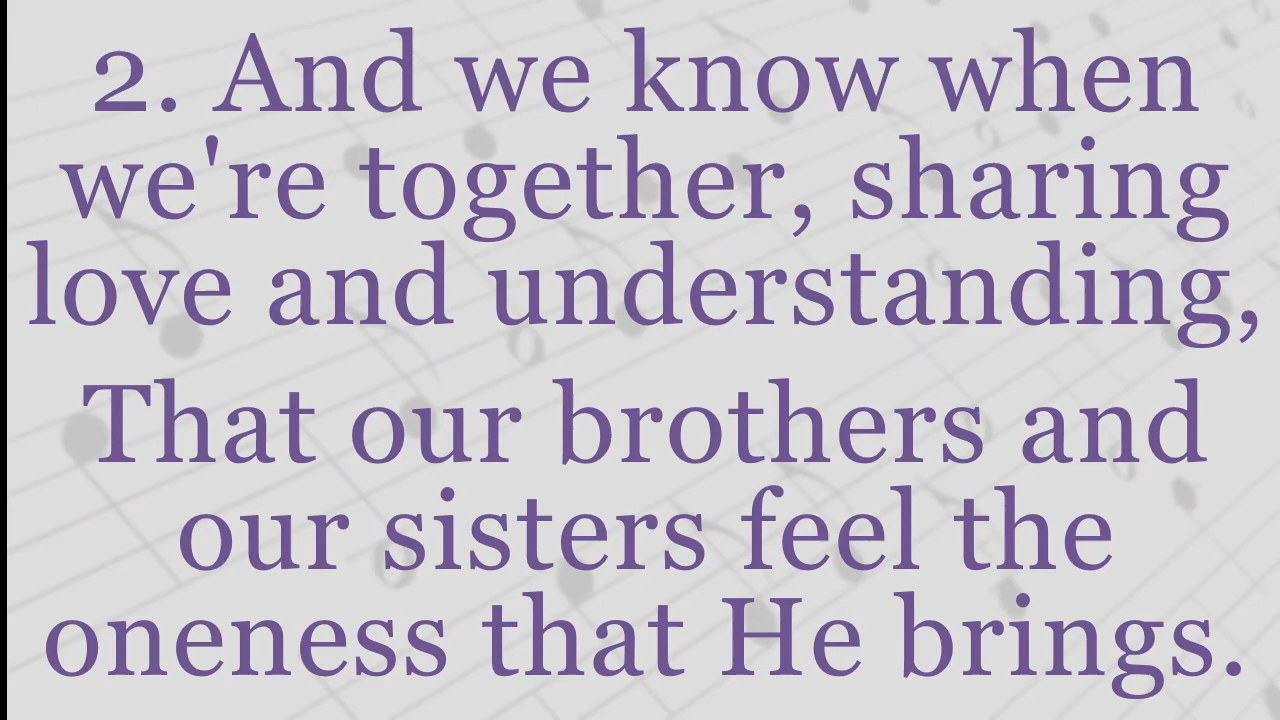 2. And we know when
we're together, sharing
love and understanding,
That our brothers and
our sisters feel the
oneness that He brings.